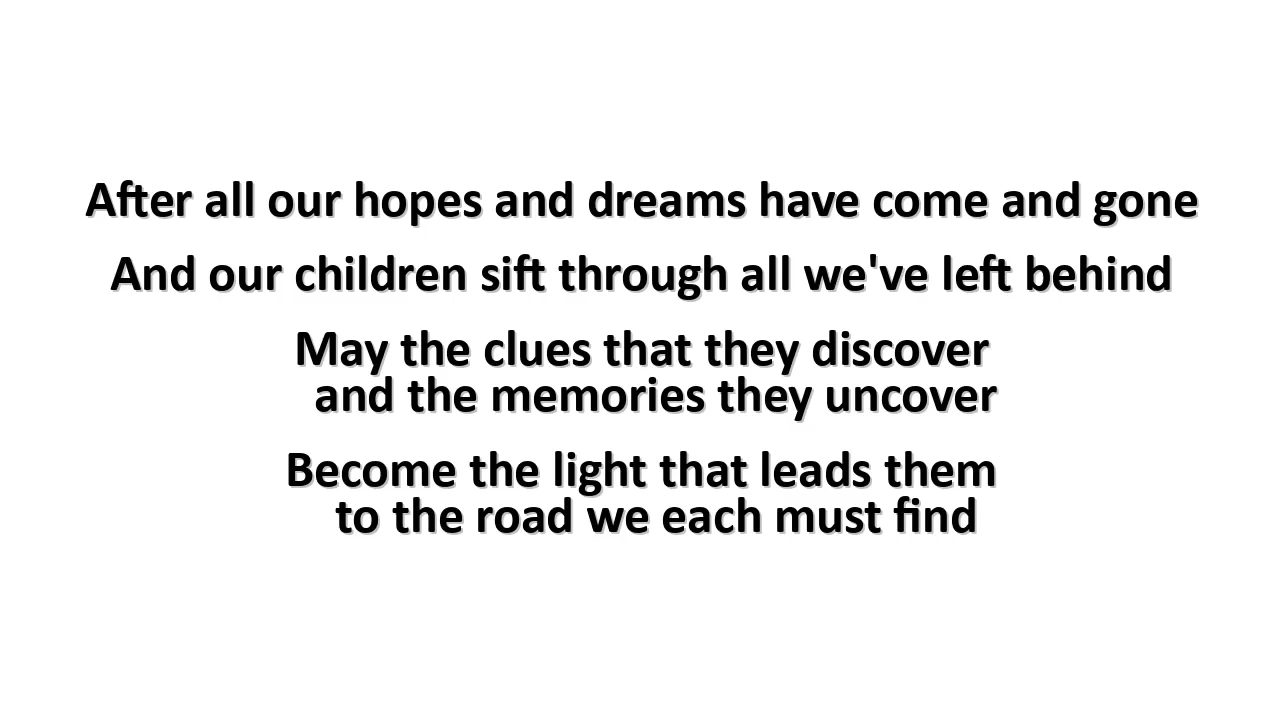 After all our hopes and dreams have come and gone
And our children sift through all we've left behind
May the clues that they discover
and the memories they uncover
Become the light that leads them
to the road we each must find